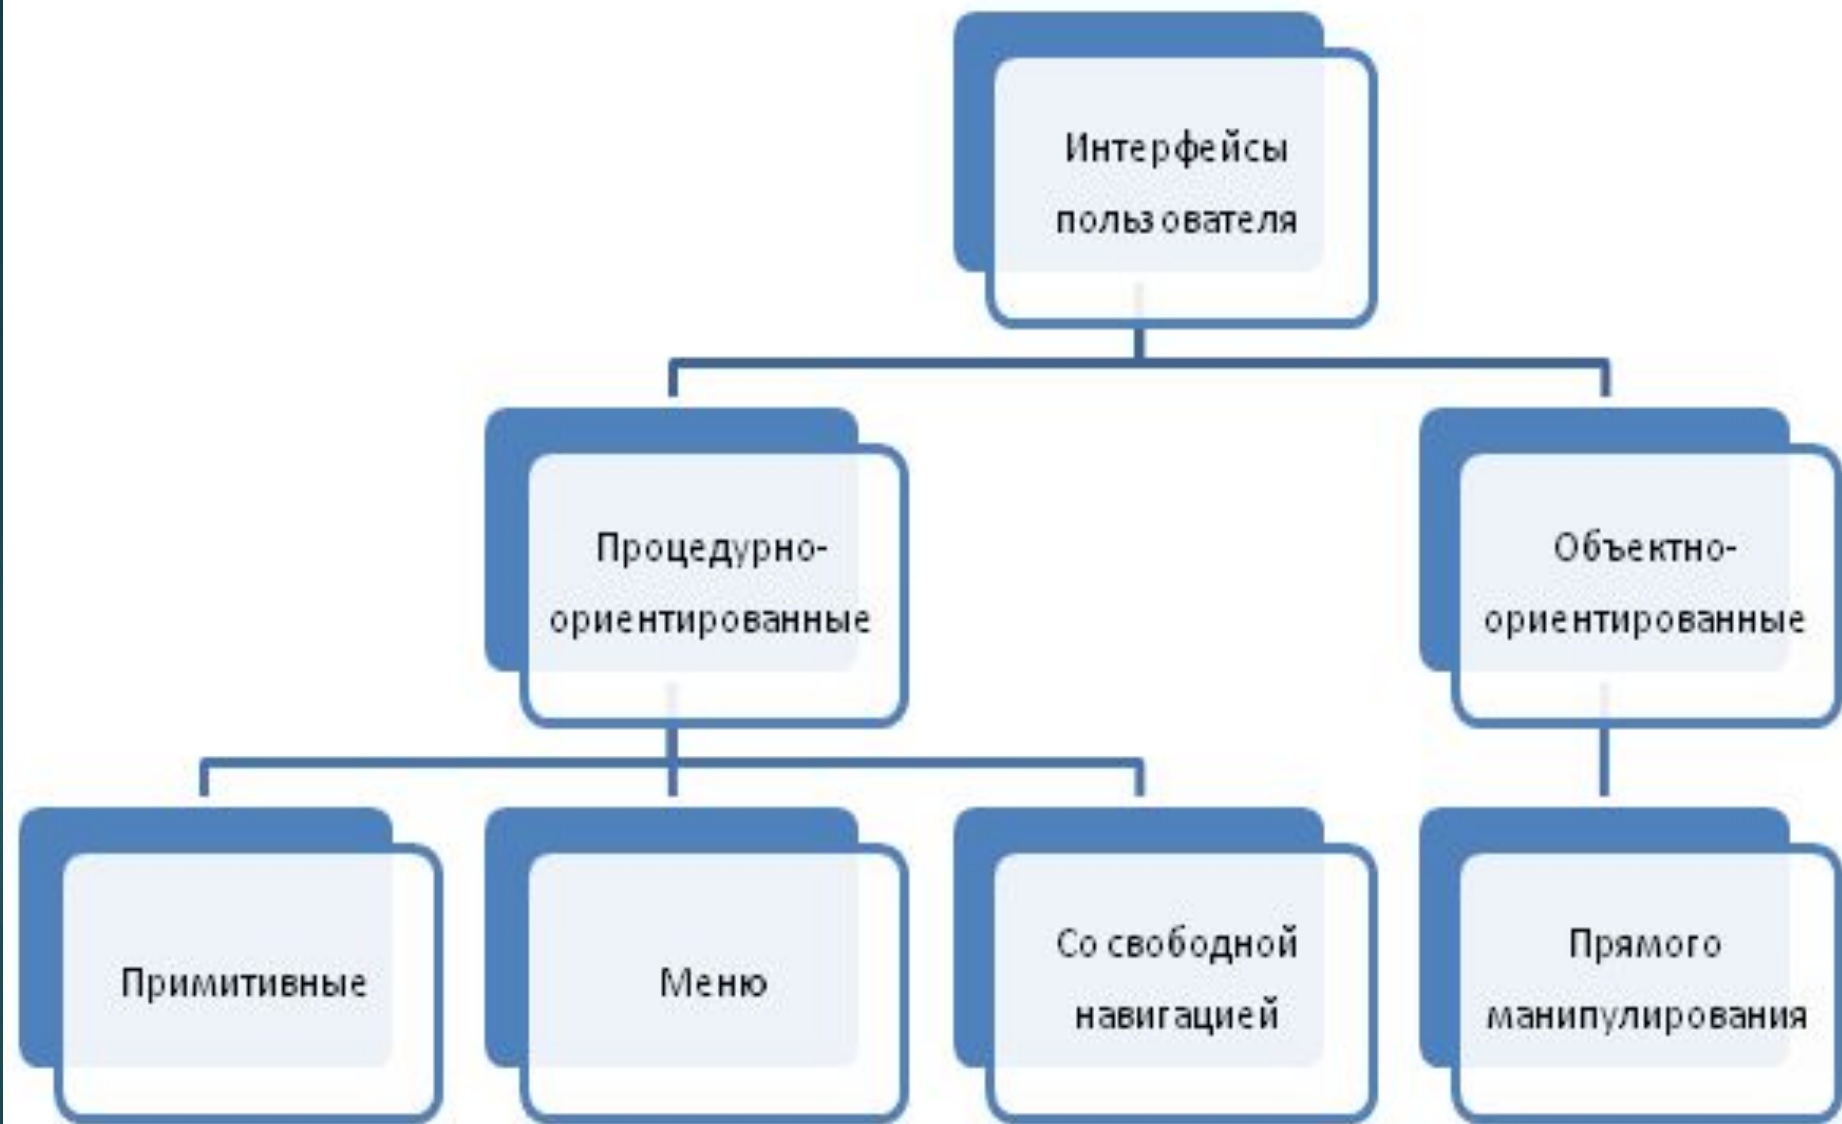 Интерфейсы
пользователя
Процедурно-
ориентированные
Объектно-
ориентированные
Примитивные
Меню
Со свободной
навигацией
Прямого
манипулирования